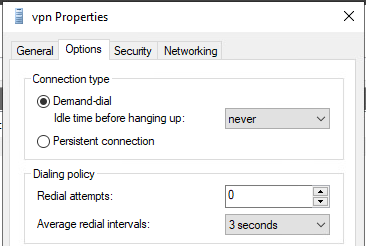 vpn Properties
General Options Security Networking
Connection type
Demand-dial
Idle time before hanging up: never
Persistent connection
Dialing policy
Redial attempts: 0
Average redial intervals: 3 seconds